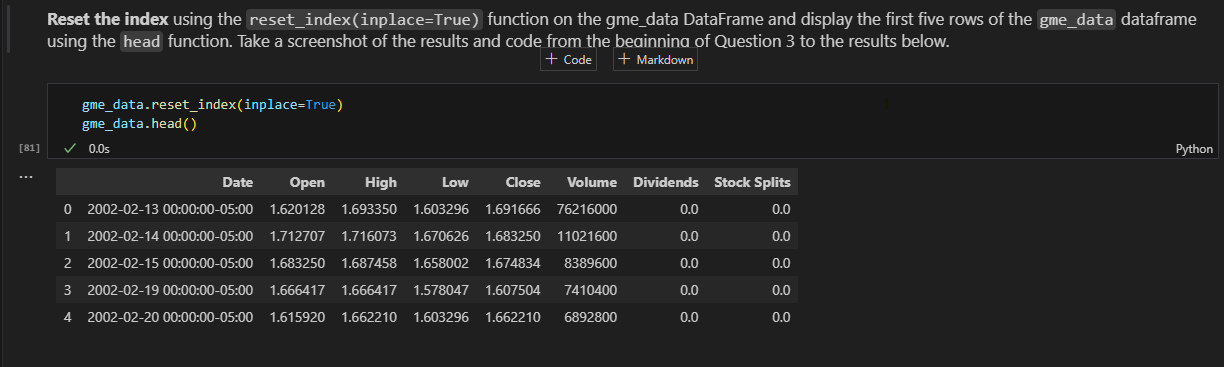 Reset the index using the reset_index(inplace=True) function on the gme_data DataFrame and display the first five rows of the gme_data dataframe
using the head function. Take a screenshot of the results and code from the beginning of Question 3 to the results below.
+ Code + Markdown
gme_data.reset_index(inplace=True)
gme_data.head()
[81] ✓ 0.0s Python
...
Date Open High Low Close Volume Dividends Stock Splits
0 2002-02-13 00:00:00-05:00 1.620128 1.693350 1.603296 1.691666 76216000 0.0 0.0
1 2002-02-14 00:00:00-05:00 1.712707 1.716073 1.670626 1.683250 11021600 0.0 0.0
2 2002-02-15 00:00:00-05:00 1.683250 1.687458 1.658002 1.674834 8389600 0.0 0.0
3 2002-02-19 00:00:00-05:00 1.666417 1.666417 1.578047 1.607504 7410400 0.0 0.0
4 2002-02-20 00:00:00-05:00 1.615920 1.662210 1.603296 1.662210 6892800 0.0 0.0